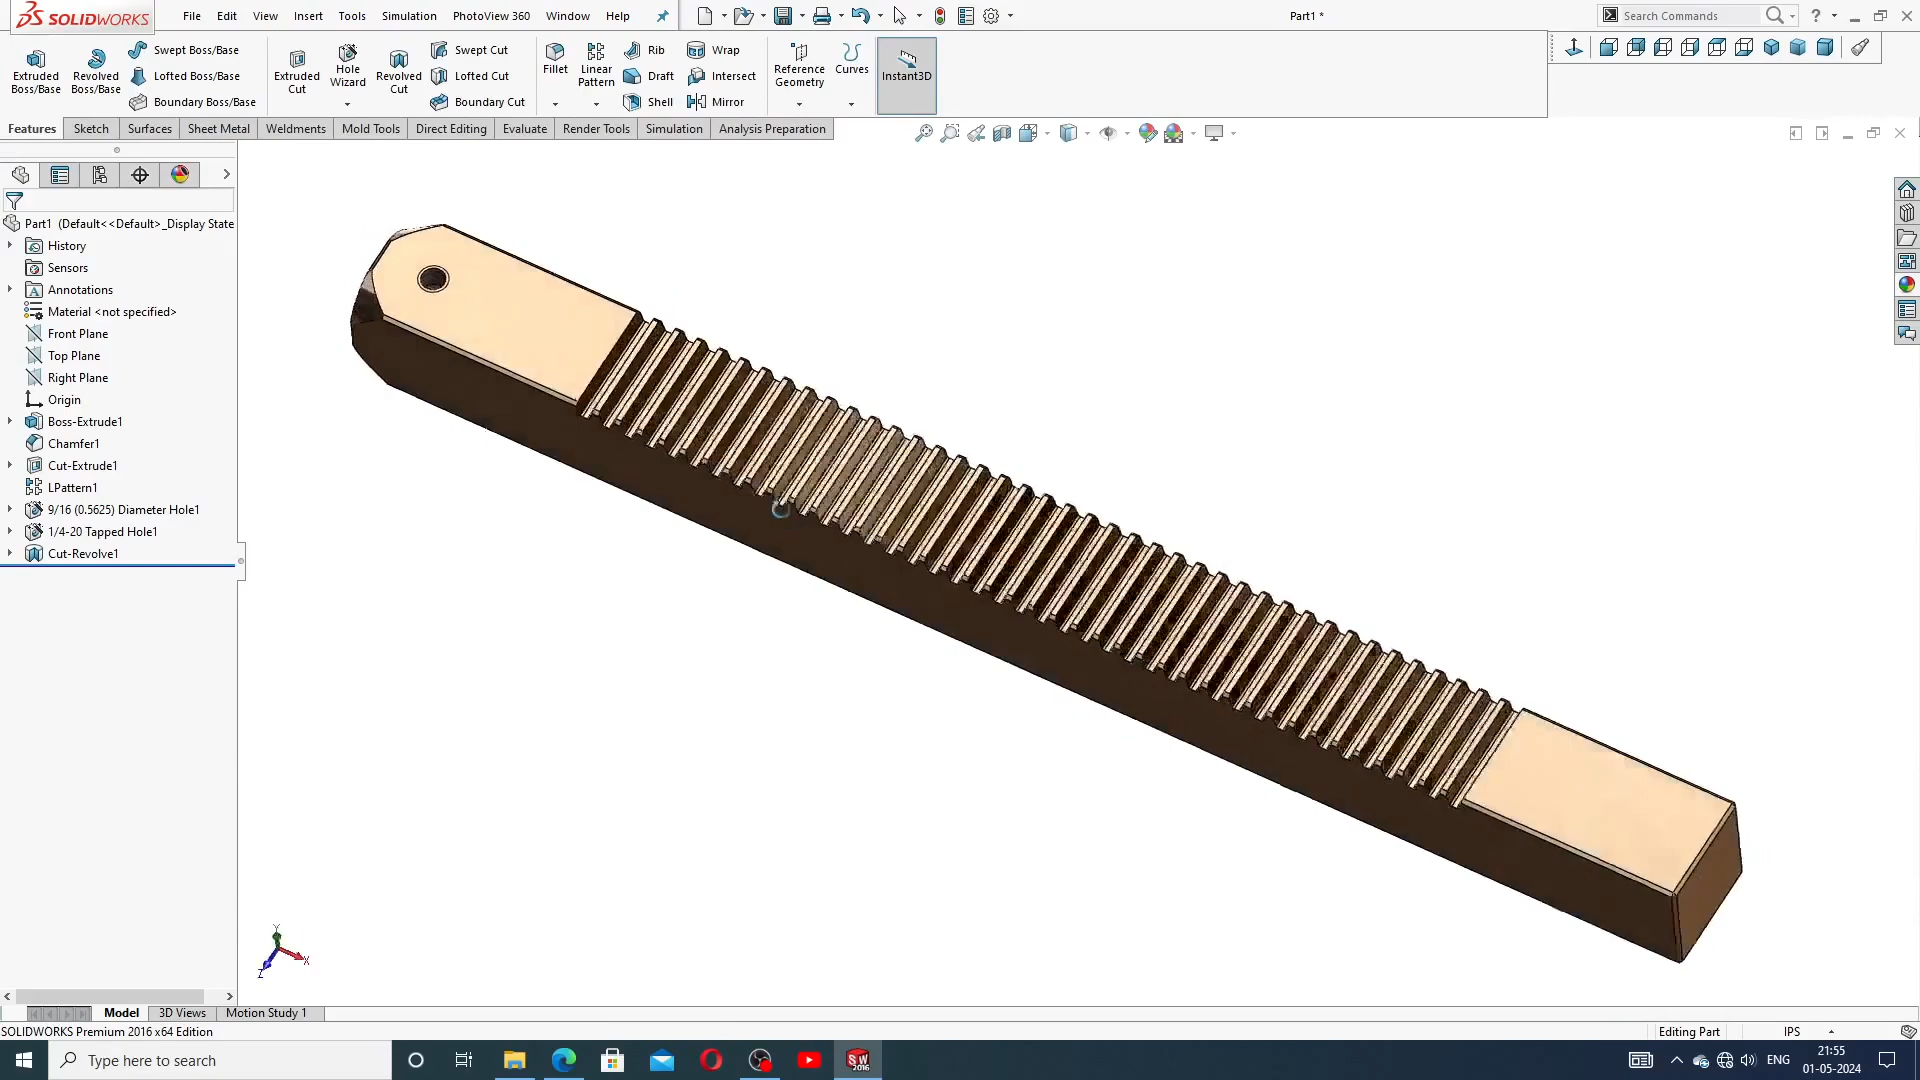 SOLIDWORKS
File Edit View Insert Tools Simulation PhotoView 360 Window Help
Part1 *
Search Commands
Extruded Boss/Base
Revolved Boss/Base
Swept Boss/Base
Lofted Boss/Base
Boundary Boss/Base
Extruded Cut
Hole Wizard
Revolved Cut
Swept Cut
Lofted Cut
Boundary Cut
Fillet
Linear Pattern
Rib
Draft
Shell
Wrap
Intersect
Mirror
Reference Geometry
Curves
Instant3D
Features Sketch Surfaces Sheet Metal Weldments Mold Tools Direct Editing Evaluate Render Tools Simulation Analysis Preparation
Part1 (Default<<Default>_Display State
History
Sensors
Annotations
Material <not specified>
Front Plane
Top Plane
Right Plane
Origin
Boss-Extrude1
Chamfer1
Cut-Extrude1
LPattern1
9/16 (0.5625) Diameter Hole1
1/4-20 Tapped Hole1
Cut-Revolve1
Y
X
Z
Model 3D Views Motion Study 1
SOLIDWORKS Premium 2016 x64 Edition
Editing Part
IPS
Type here to search
SW
2016
ENG
21:55
01-05-2024